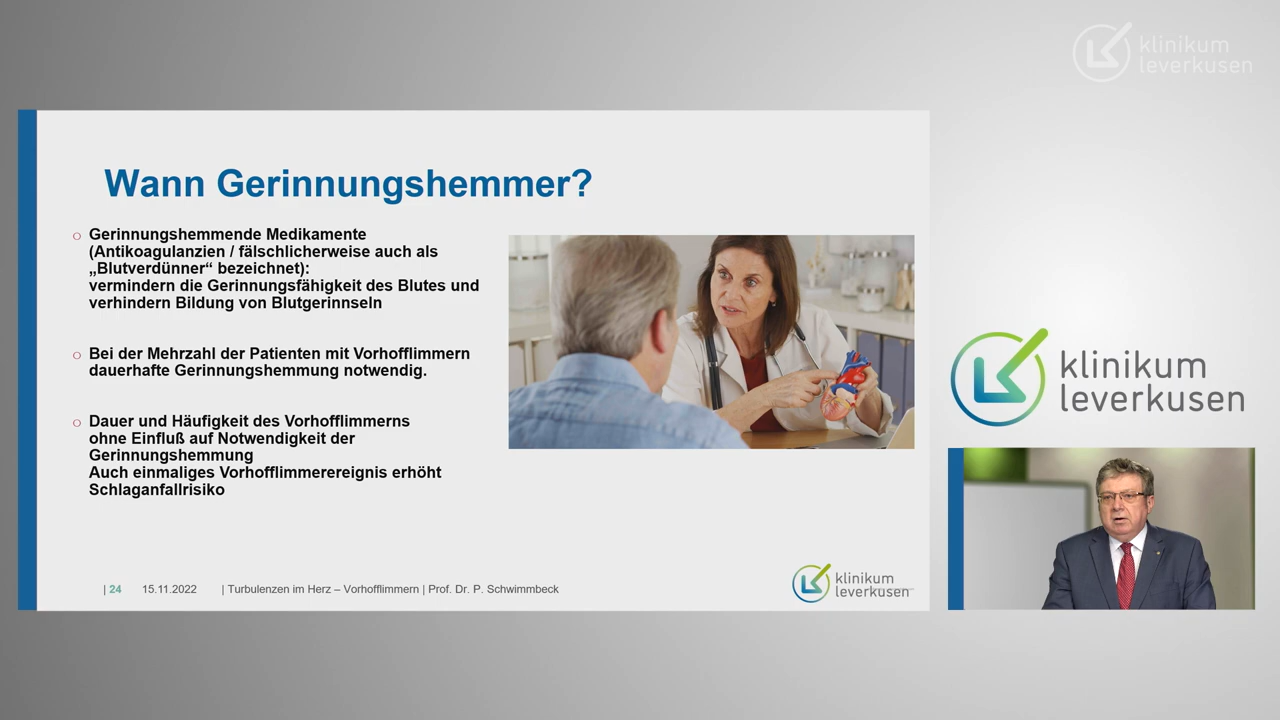 klinikum
leverkusen
Wann Gerinnungshemmer?
Gerinnungshemmende Medikamente
(Antikoagulanzien / fälschlicherweise auch als
„Blutverdünner“ bezeichnet):
vermindern die Gerinnungsfähigkeit des Blutes und
verhindern Bildung von Blutgerinnseln
Bei der Mehrzahl der Patienten mit Vorhofflimmern
dauerhafte Gerinnungshemmung notwendig.
Dauer und Häufigkeit des Vorhofflimmerns
ohne Einfluß auf Notwendigkeit der
Gerinnungshemmung
Auch einmaliges Vorhofflimmerereignis erhöht
Schlaganfallrisiko
klinikum
leverkusen
| 24 15.11.2022 | Turbulenzen im Herz – Vorhofflimmern | Prof. Dr. P. Schwimmbeck
klinikum
leverkusen